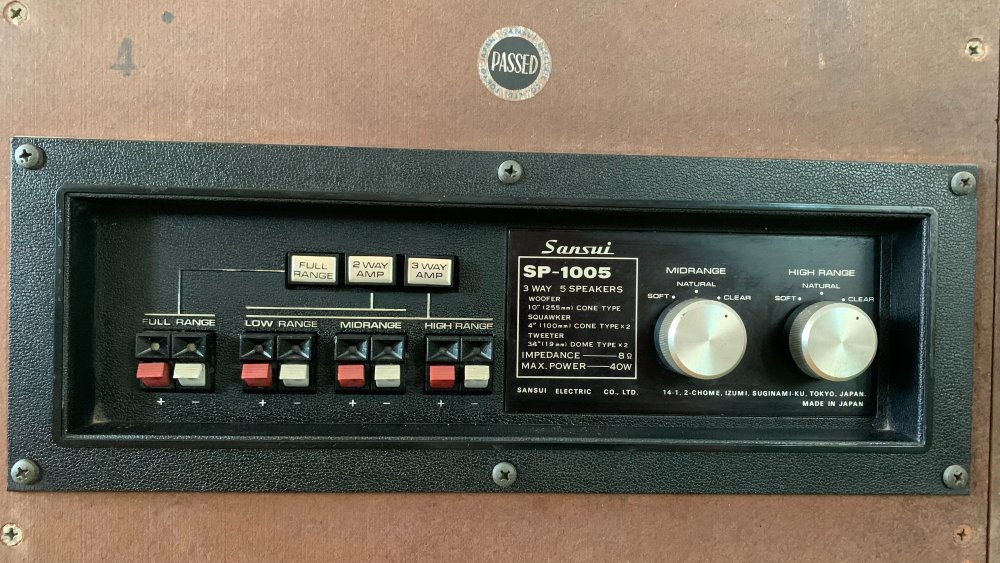 4
JAPAN SANSUI
PASSED
TOKYO
FULL
RANGE
2 WAY
AMP
3 WAY
AMP
FULL RANGE
LOW RANGE
MIDRANGE
HIGH RANGE
+ − + − + − + −
Sansui
SP-1005
3 WAY 5 SPEAKERS
WOOFER
10" (255mm) CONE TYPE
SQUAWKER
4" (100mm) CONE TYPE × 2
TWEETER
3/4" (19mm) DOME TYPE × 2
IMPEDANCE 8Ω
MAX. POWER 40W
MIDRANGE
NATURAL
SOFT CLEAR
HIGH RANGE
NATURAL
SOFT CLEAR
SANSUI ELECTRIC CO., LTD. 14-1, 2-CHOME, IZUMI, SUGINAMI-KU, TOKYO, JAPAN.
MADE IN JAPAN